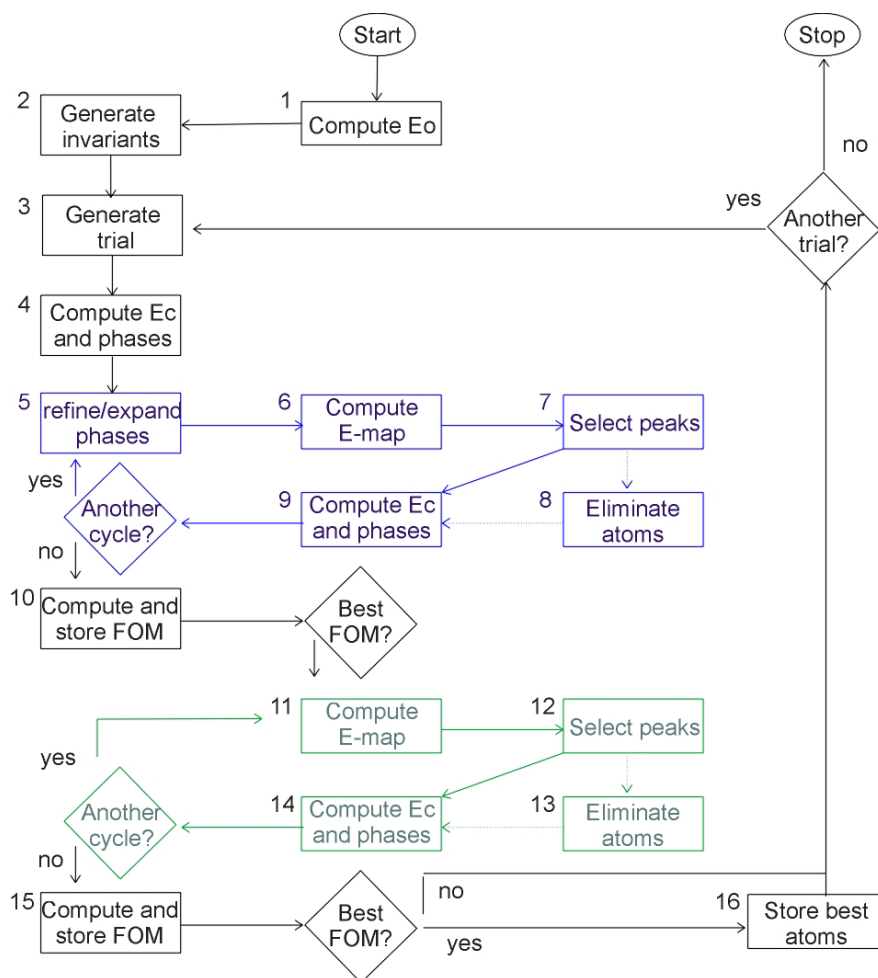 Start
Stop
1
Compute Eo
2
Generate
invariants
no
yes
3
Generate
trial
Another
trial?
4
Compute Ec
and phases
5
refine/expand
phases
6
Compute
E-map
7
Select peaks
yes
Another
cycle?
9
Compute Ec
and phases
8
Eliminate
atoms
no
10
Compute and
store FOM
Best
FOM?
11
Compute
E-map
12
Select peaks
yes
Another
cycle?
14
Compute Ec
and phases
13
Eliminate
atoms
no
15
Compute and
store FOM
Best
FOM?
no
yes
16
Store best
atoms